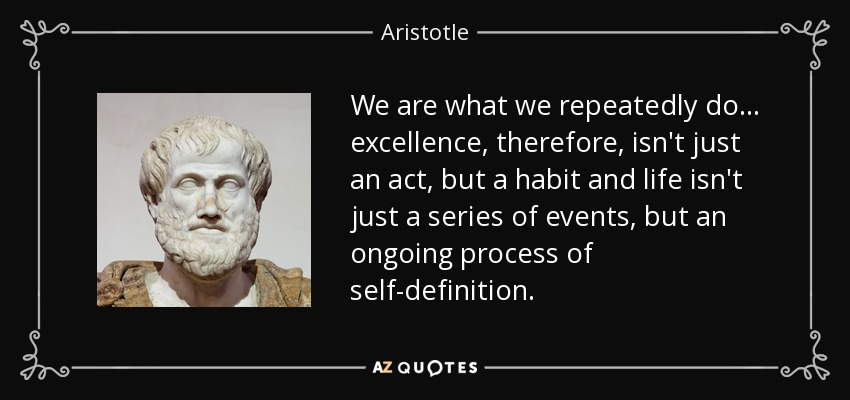 Aristotle
We are what we repeatedly do...
excellence, therefore, isn't just
an act, but a habit and life isn't
just a series of events, but an
ongoing process of
self-definition.
AZ QUOTES